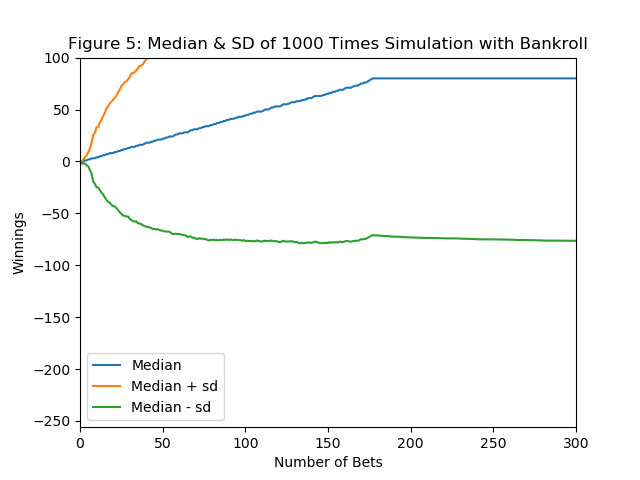 Figure 5: Median & SD of 1000 Times Simulation with Bankroll
100
50
0
−50
−100
−150
−200
−250
Winnings
Median
Median + sd
Median - sd
0 50 100 150 200 250 300
Number of Bets